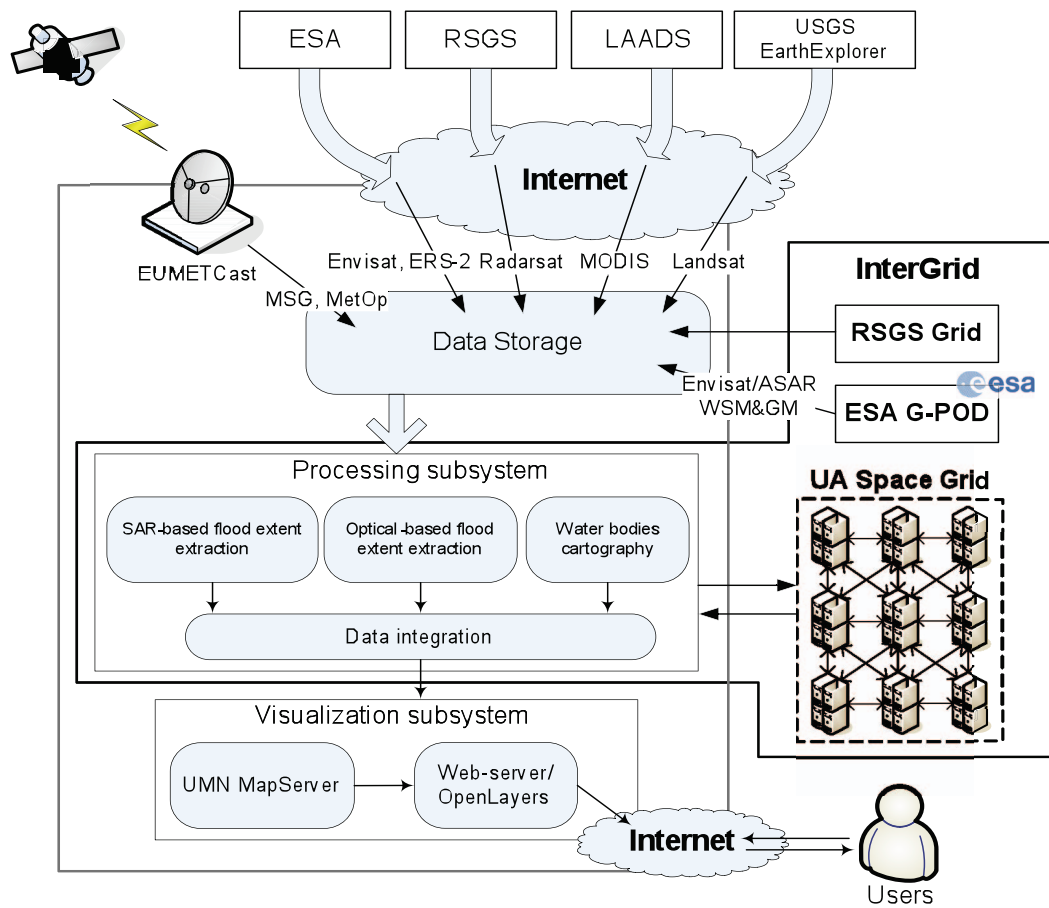 ESA
RSGS
LAADS
USGS
EarthExplorer
Internet
EUMETCast
Envisat, ERS-2
Radarsat
MODIS
Landsat
MSG, MetOp
InterGrid
Data Storage
RSGS Grid
esa
Envisat/ASAR
WSM&GM
ESA G-POD
Processing subsystem
UA Space Grid
SAR-based flood extent
extraction
Optical-based flood
extent extraction
Water bodies
cartography
Data integration
Visualization subsystem
UMN MapServer
Web-server/
OpenLayers
Internet
Users